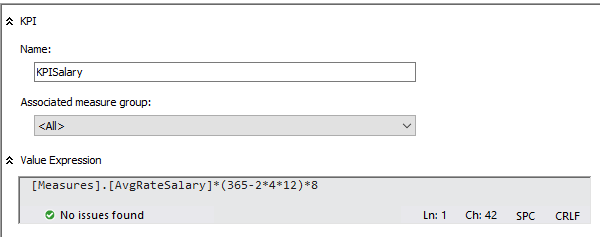 KPI
Name:
KPISalary
Associated measure group:
<All>
Value Expression
[Measures].[AvgRateSalary]*(365-2*4*12)*8
No issues found Ln: 1 Ch: 42 SPC CRLF